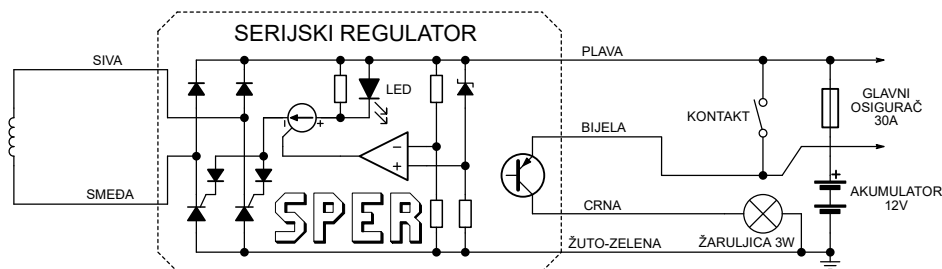 SERIJSKI REGULATOR
SIVA
PLAVA
LED
KONTAKT
GLAVNI
OSIGURAČ
30A
BIJELA
- +
-
+
+
SMEĐA
SPER
CRNA
AKUMULATOR
12V
ŽUTO-ZELENA
ŽARULJICA 3W